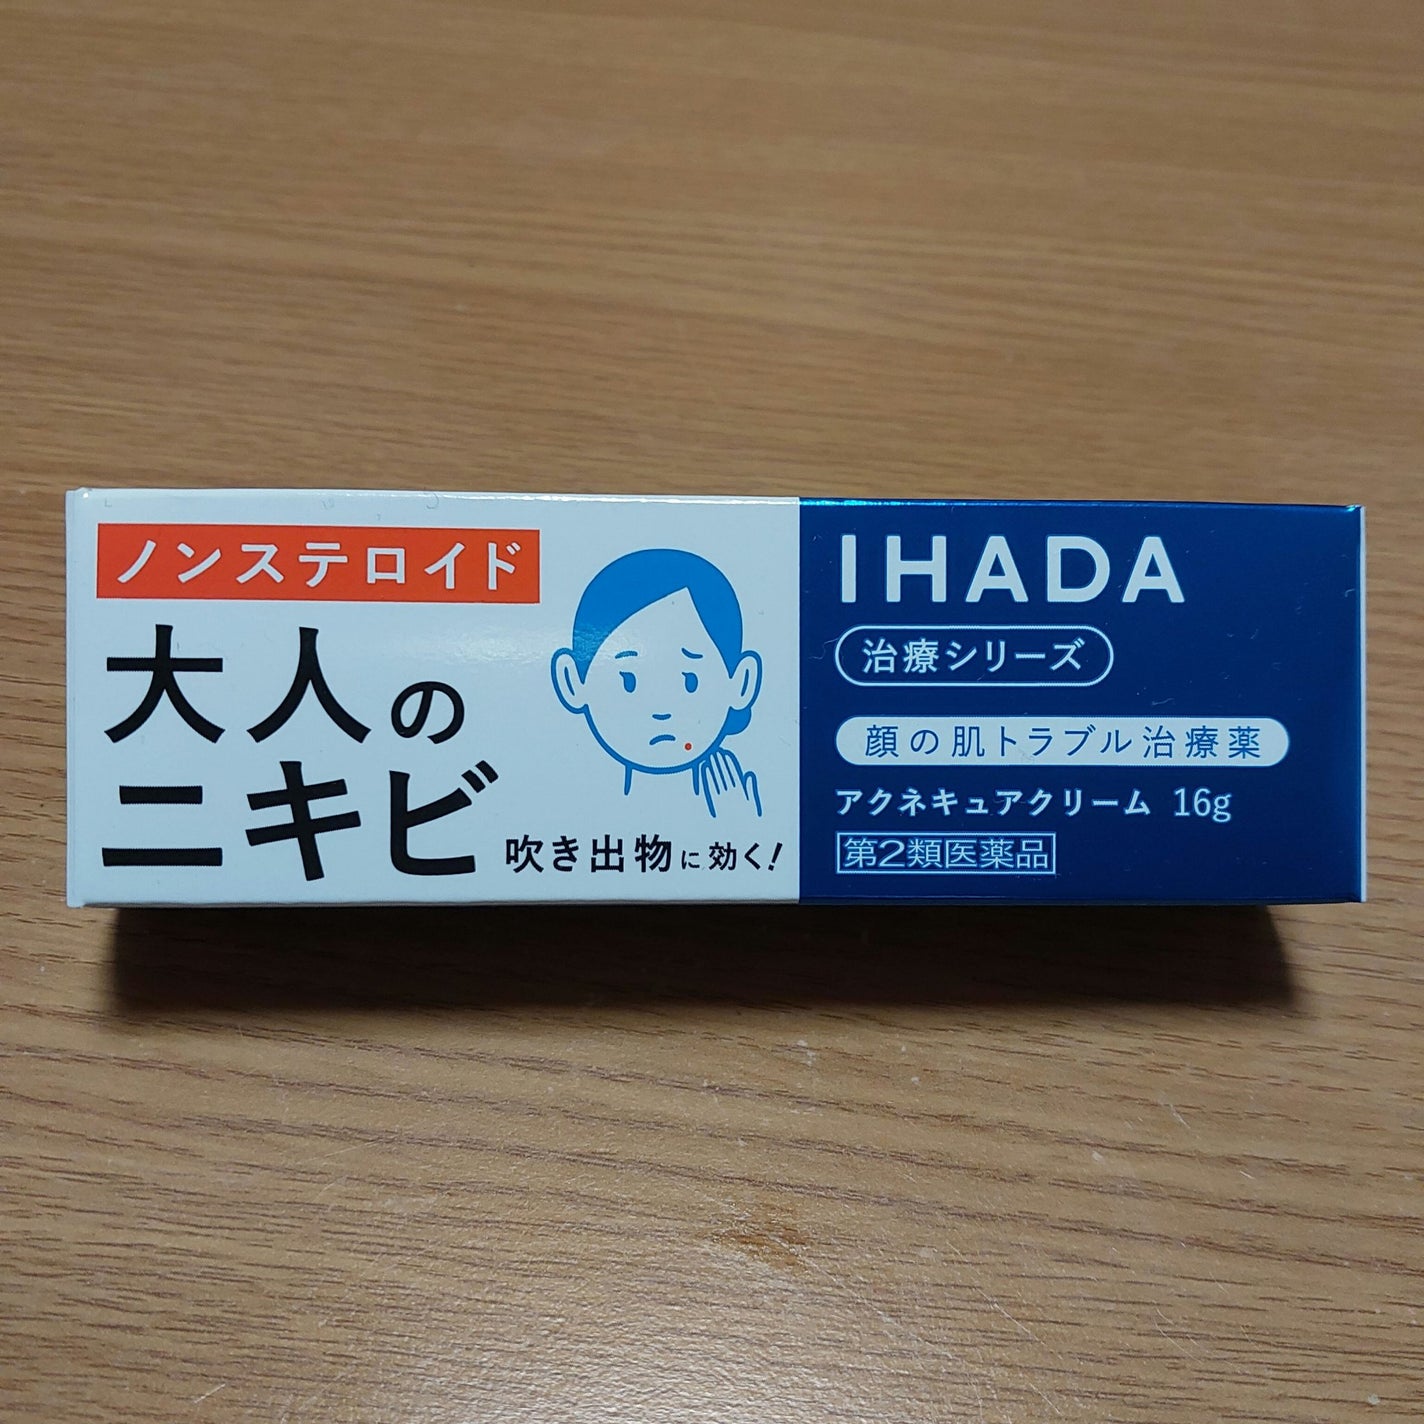 ノンステロイド
大人の
ニキビ
吹き出物に効く!
IHADA
治療シリーズ
顔の肌トラブル治療薬
アクネキュアクリーム 16g
第2類医薬品